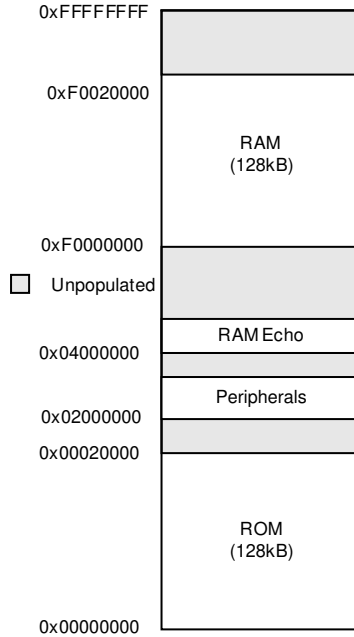 0xFFFFFFFF
0xF0020000
RAM
(128kB)
0xF0000000
Unpopulated
RAM Echo
0x04000000
Peripherals
0x02000000
0x00020000
ROM
(128kB)
0x00000000